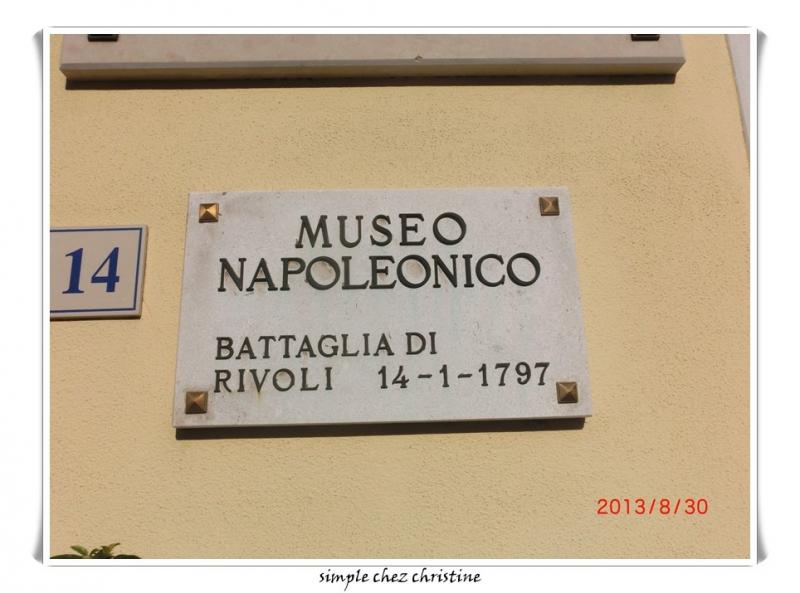 MUSEO
NAPOLEONICO
14
BATTAGLIA DI
RIVOLI 14-1-1797
2013/8/30
simple chez christine